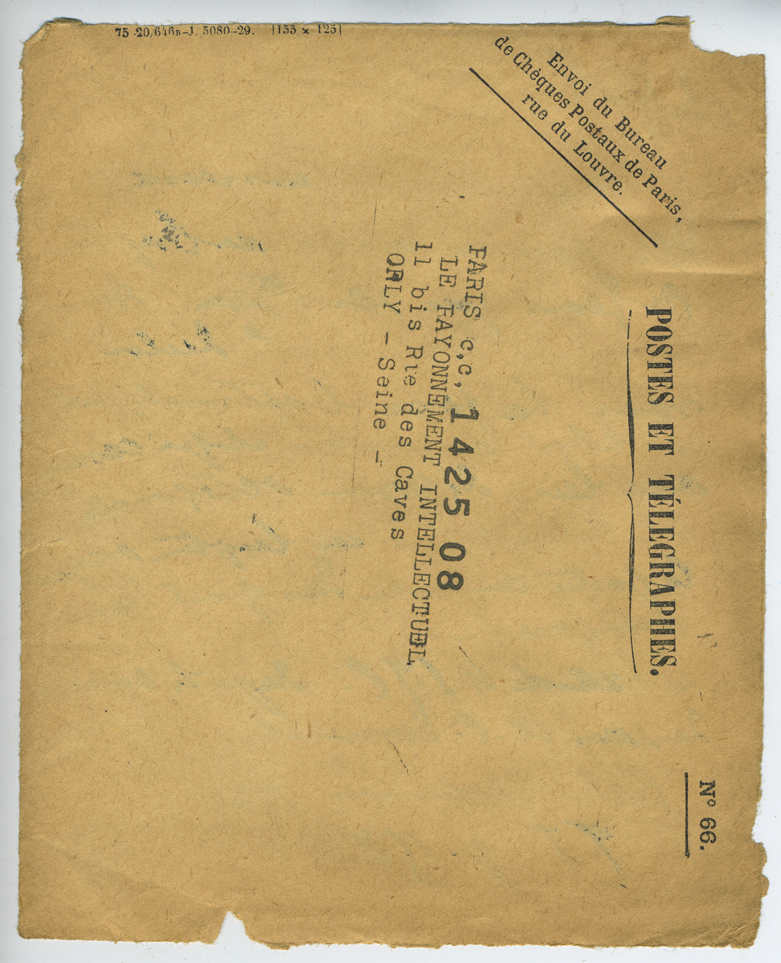 Envoi du Bureau
de Chèques Postaux de Paris,
rue du Louvre.
POSTES ET TÉLÉGRAPHES.
N° 66.
PARIS c.c, 1425 08
LE RAYONNEMENT INTELLECTUEL
11 bis Rue des Caves
ORLY - Seine -
75-20,646B-J. 5080-29. [155 x 125]